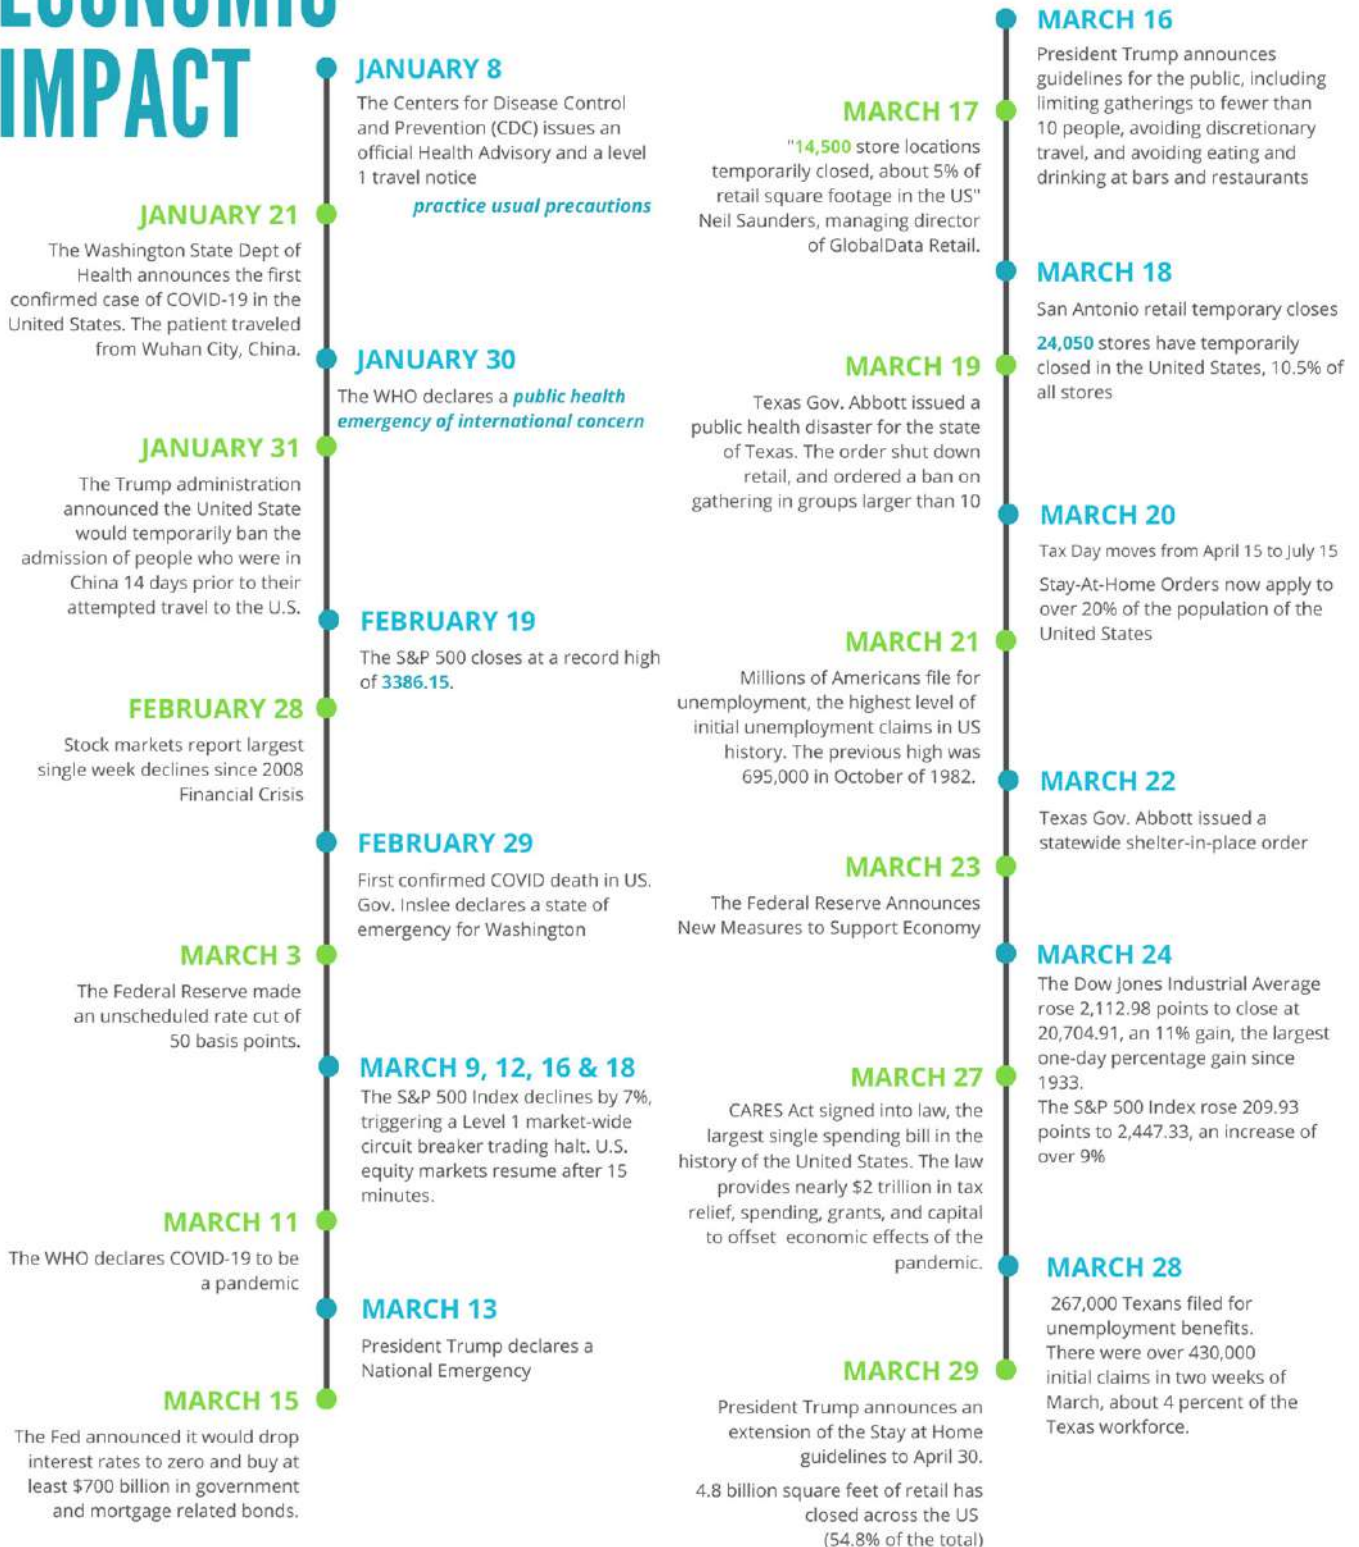 ECONOMIC
IMPACT
JANUARY 8
The Centers for Disease Control
and Prevention (CDC) issues an
official Health Advisory and a level
1 travel notice
practice usual precautions
JANUARY 21
The Washington State Dept of
Health announces the first
confirmed case of COVID-19 in the
United States. The patient traveled
from Wuhan City, China.
JANUARY 30
The WHO declares a public health
emergency of international concern
JANUARY 31
The Trump administration
announced the United State
would temporarily ban the
admission of people who were in
China 14 days prior to their
attempted travel to the U.S.
FEBRUARY 19
The S&P 500 closes at a record high
of 3386.15.
FEBRUARY 28
Stock markets report largest
single week declines since 2008
Financial Crisis
FEBRUARY 29
First confirmed COVID death in US.
Gov. Inslee declares a state of
emergency for Washington
MARCH 3
The Federal Reserve made
an unscheduled rate cut of
50 basis points.
MARCH 9, 12, 16 & 18
The S&P 500 Index declines by 7%,
triggering a Level 1 market-wide
circuit breaker trading halt. U.S.
equity markets resume after 15
minutes.
MARCH 11
The WHO declares COVID-19 to be
a pandemic
MARCH 13
President Trump declares a
National Emergency
MARCH 15
The Fed announced it would drop
interest rates to zero and buy at
least $700 billion in government
and mortgage related bonds.
MARCH 16
President Trump announces
guidelines for the public, including
limiting gatherings to fewer than
10 people, avoiding discretionary
travel, and avoiding eating and
drinking at bars and restaurants
MARCH 17
"14,500 store locations
temporarily closed, about 5% of
retail square footage in the US"
Neil Saunders, managing director
of GlobalData Retail.
MARCH 18
San Antonio retail temporary closes
24,050 stores have temporarily
closed in the United States, 10.5% of
all stores
MARCH 19
Texas Gov. Abbott issued a
public health disaster for the state
of Texas. The order shut down
retail, and ordered a ban on
gathering in groups larger than 10
MARCH 20
Tax Day moves from April 15 to July 15
Stay-At-Home Orders now apply to
over 20% of the population of the
United States
MARCH 21
Millions of Americans file for
unemployment, the highest level of
initial unemployment claims in US
history. The previous high was
695,000 in October of 1982.
MARCH 22
Texas Gov. Abbott issued a
statewide shelter-in-place order
MARCH 23
The Federal Reserve Announces
New Measures to Support Economy
MARCH 24
The Dow Jones Industrial Average
rose 2,112.98 points to close at
20,704.91, an 11% gain, the largest
one-day percentage gain since
1933.
The S&P 500 Index rose 209.93
points to 2,447.33, an increase of
over 9%
MARCH 27
CARES Act signed into law, the
largest single spending bill in the
history of the United States. The law
provides nearly $2 trillion in tax
relief, spending, grants, and capital
to offset economic effects of the
pandemic.
MARCH 28
267,000 Texans filed for
unemployment benefits.
There were over 430,000
initial claims in two weeks of
March, about 4 percent of the
Texas workforce.
MARCH 29
President Trump announces an
extension of the Stay at Home
guidelines to April 30.
4.8 billion square feet of retail has
closed across the US
(54.8% of the total)